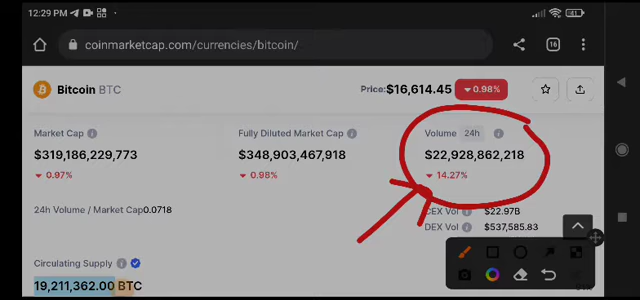 12:29 PM
16
coinmarketcap.com/currencies/bitcoin/
Bitcoin BTC
Price: $16,614.45 0.98%
Market Cap
Fully Diluted Market Cap
Volume 24h
$319,186,229,773
$348,903,467,918
$22,928,862,218
0.97%
0.98%
14.27%
24h Volume / Market Cap 0.0718
CEX Vol $22.97B
DEX Vol $537,585.83
Circulating Supply
19,211,362.00 BTC